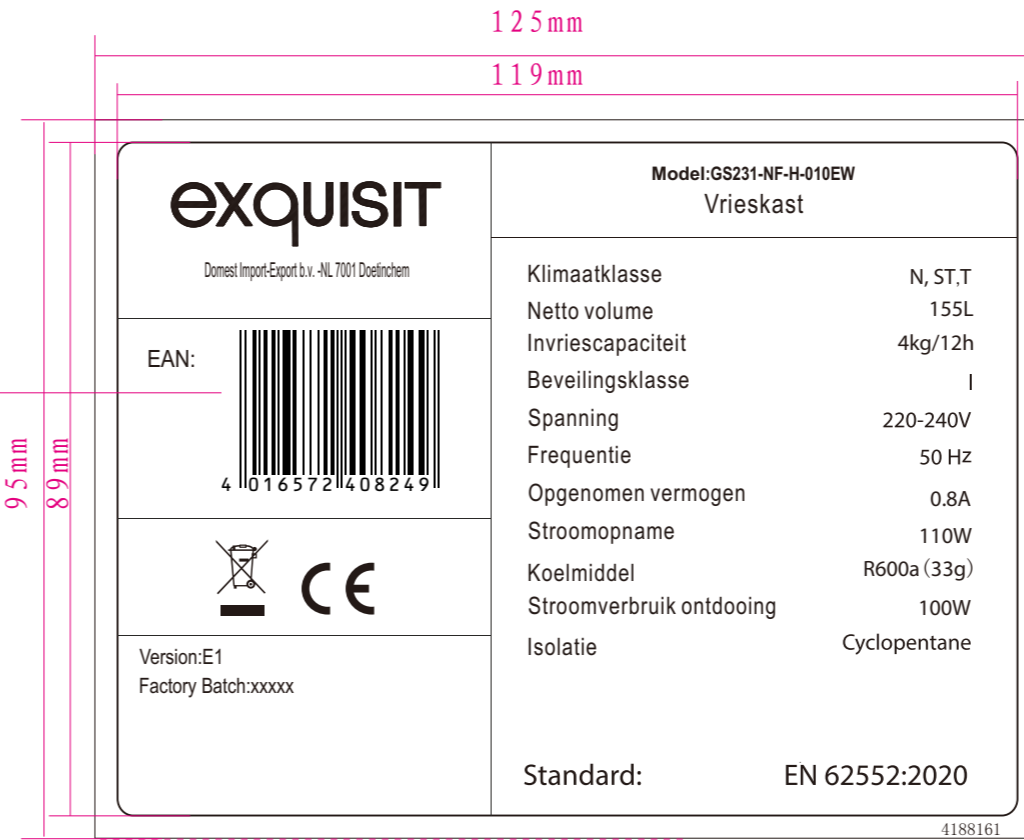 125mm
119mm
exquisit
Domest Import-Export b.v. -NL 7001 Doetinchem
Model:GS231-NF-H-010EW
Vrieskast
EAN:
4 016572 408249
95mm
89mm
Version:E1
Factory Batch:xxxxx
CE
Klimaatklasse N, ST,T
Netto volume 155L
Invriescapaciteit 4kg/12h
Beveilingsklasse I
Spanning 220-240V
Frequentie 50 Hz
Opgenomen vermogen 0.8A
Stroomopname 110W
Koelmiddel R600a (33g)
Stroomverbruik ontdooing 100W
Isolatie Cyclopentane
Standard: EN 62552:2020
4188161